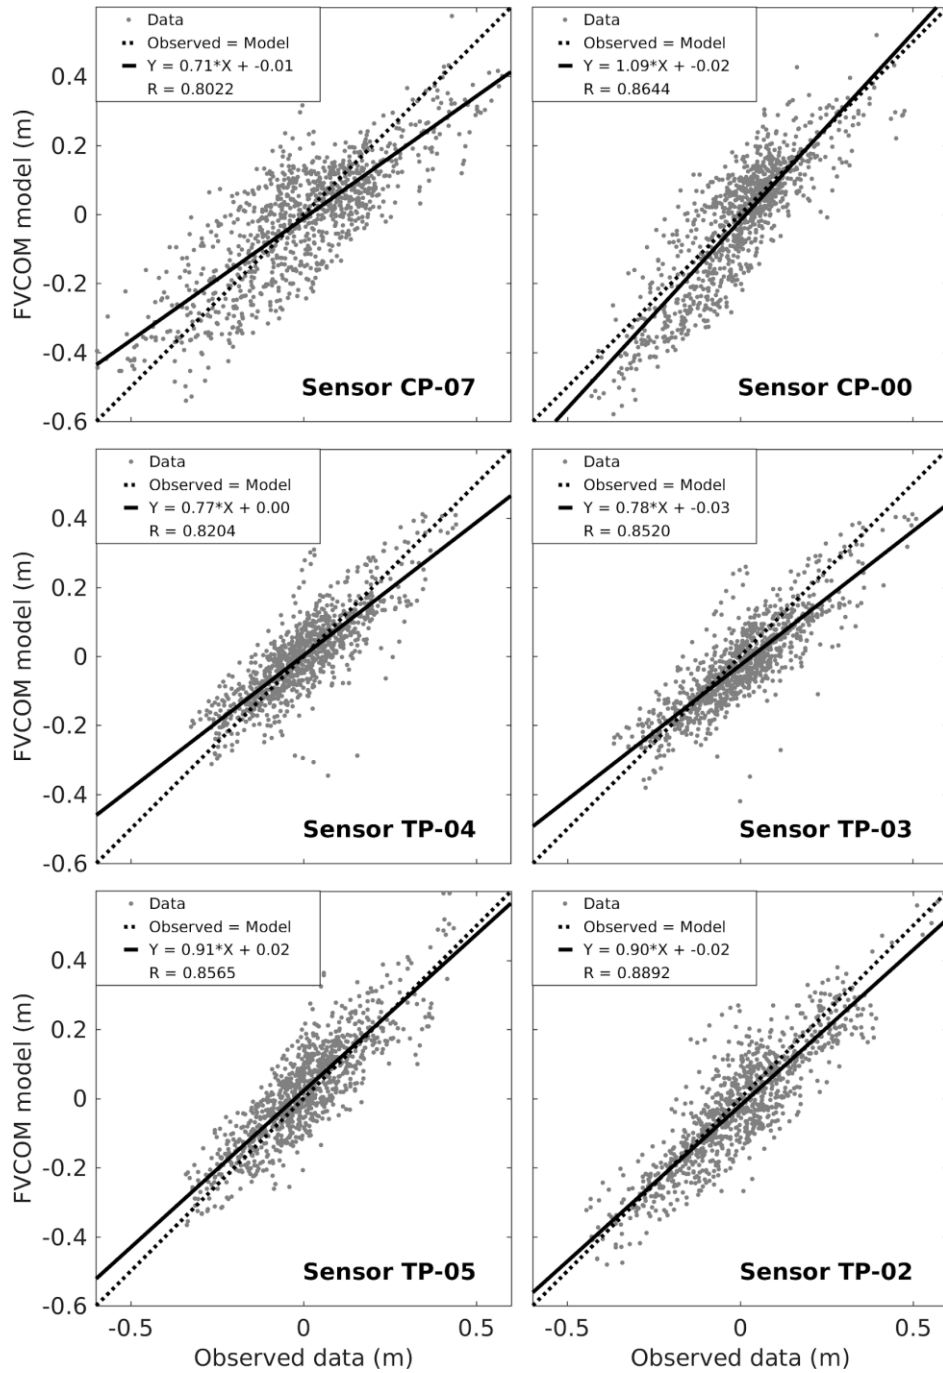 Data
Observed = Model
Y = 0.71*X + -0.01
R = 0.8022
0.4
0.2
0
-0.2
-0.4
-0.6
FVCOM model (m)
Sensor CP-07
Data
Observed = Model
Y = 1.09*X + -0.02
R = 0.8644
Sensor CP-00
Data
Observed = Model
Y = 0.77*X + 0.00
R = 0.8204
0.4
0.2
0
-0.2
-0.4
-0.6
FVCOM model (m)
Sensor TP-04
Data
Observed = Model
Y = 0.78*X + -0.03
R = 0.8520
Sensor TP-03
Data
Observed = Model
Y = 0.91*X + 0.02
R = 0.8565
0.4
0.2
0
-0.2
-0.4
-0.6
FVCOM model (m)
Sensor TP-05
-0.5 0 0.5
Observed data (m)
Data
Observed = Model
Y = 0.90*X + -0.02
R = 0.8892
Sensor TP-02
-0.5 0 0.5
Observed data (m)